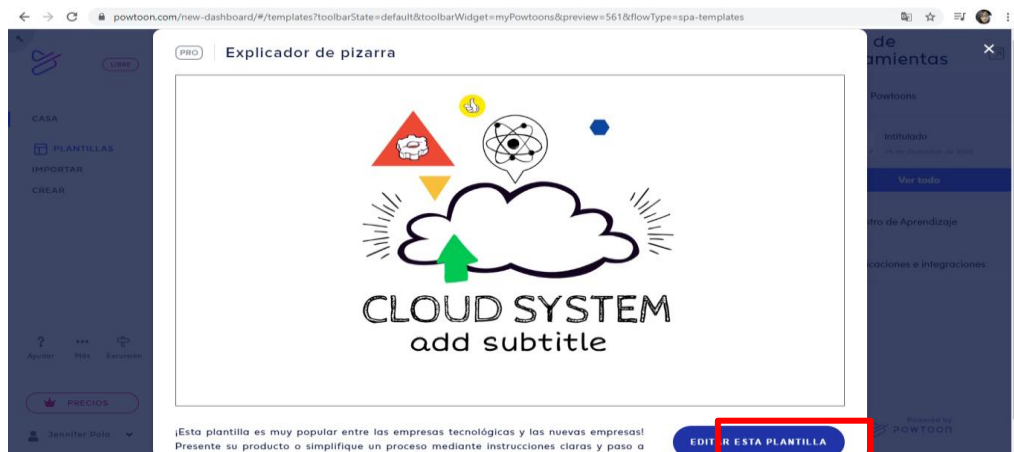 powtoon.com/new-dashboard/#/templates?toolbarState=default&toolbarWidget=myPowtoons&preview=561&flowType=spa-templates
PRO
Explicador de pizarra
CLOUD SYSTEM
add subtitle
¡Esta plantilla es muy popular entre las empresas tecnológicas y las nuevas empresas!
Presente su producto o simplifique un proceso mediante instrucciones claras y paso a
EDITAR ESTA PLANTILLA
LIBRE
CASA
PLANTILLAS
IMPORTAR
CREAR
?
Ayudar Más
PRECIOS
Jennifer Polo
de
amientas
Powtoons
Intitulado
Ver todo
tro de Aprendizaje
icaciones e integraciones
Powered by
POWTOON